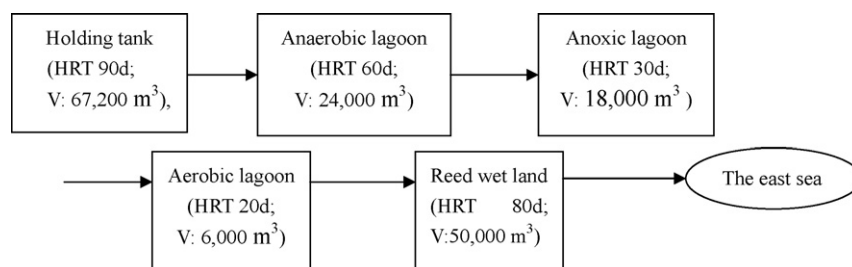 Holding tank
(HRT 90d;
V: 67,200 m³),
Anaerobic lagoon
(HRT 60d;
V: 24,000 m³)
Anoxic lagoon
(HRT 30d;
V: 18,000 m³ )
Aerobic lagoon
(HRT 20d;
V: 6,000 m³)
Reed wet land
(HRT 80d;
V:50,000 m³)
The east sea